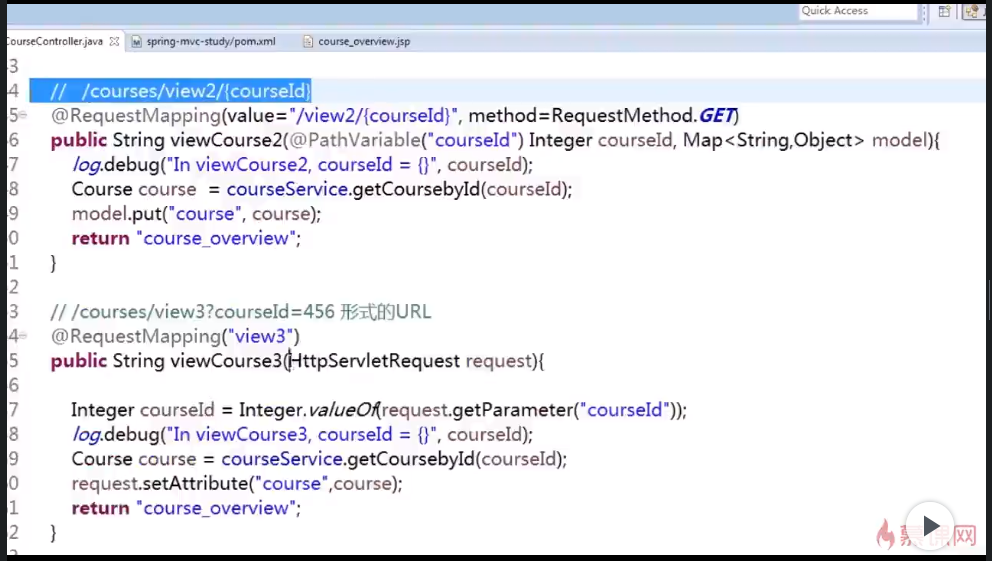 Quick Access
CourseController.java spring-mvc-study/pom.xml course_overview.jsp
3
4 // /courses/view2/{courseId}
5 @RequestMapping(value="/view2/{courseId}", method=RequestMethod.GET)
6 public String viewCourse2(@PathVariable("courseId") Integer courseId, Map<String,Object> model){
7 log.debug("In viewCourse2, courseId = {}", courseId);
8 Course course = courseService.getCoursebyId(courseId);
9 model.put("course", course);
0 return "course_overview";
1 }
2
3 // /courses/view3?courseId=456 形式的URL
4 @RequestMapping("view3")
5 public String viewCourse3(HttpServletRequest request){
6
7 Integer courseId = Integer.valueOf(request.getParameter("courseId"));
8 log.debug("In viewCourse3, courseId = {}", courseId);
9 Course course = courseService.getCoursebyId(courseId);
0 request.setAttribute("course",course);
1 return "course_overview";
2 }
慕课网